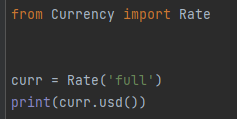 from Currency import Rate
curr = Rate('full')
print(curr.usd())